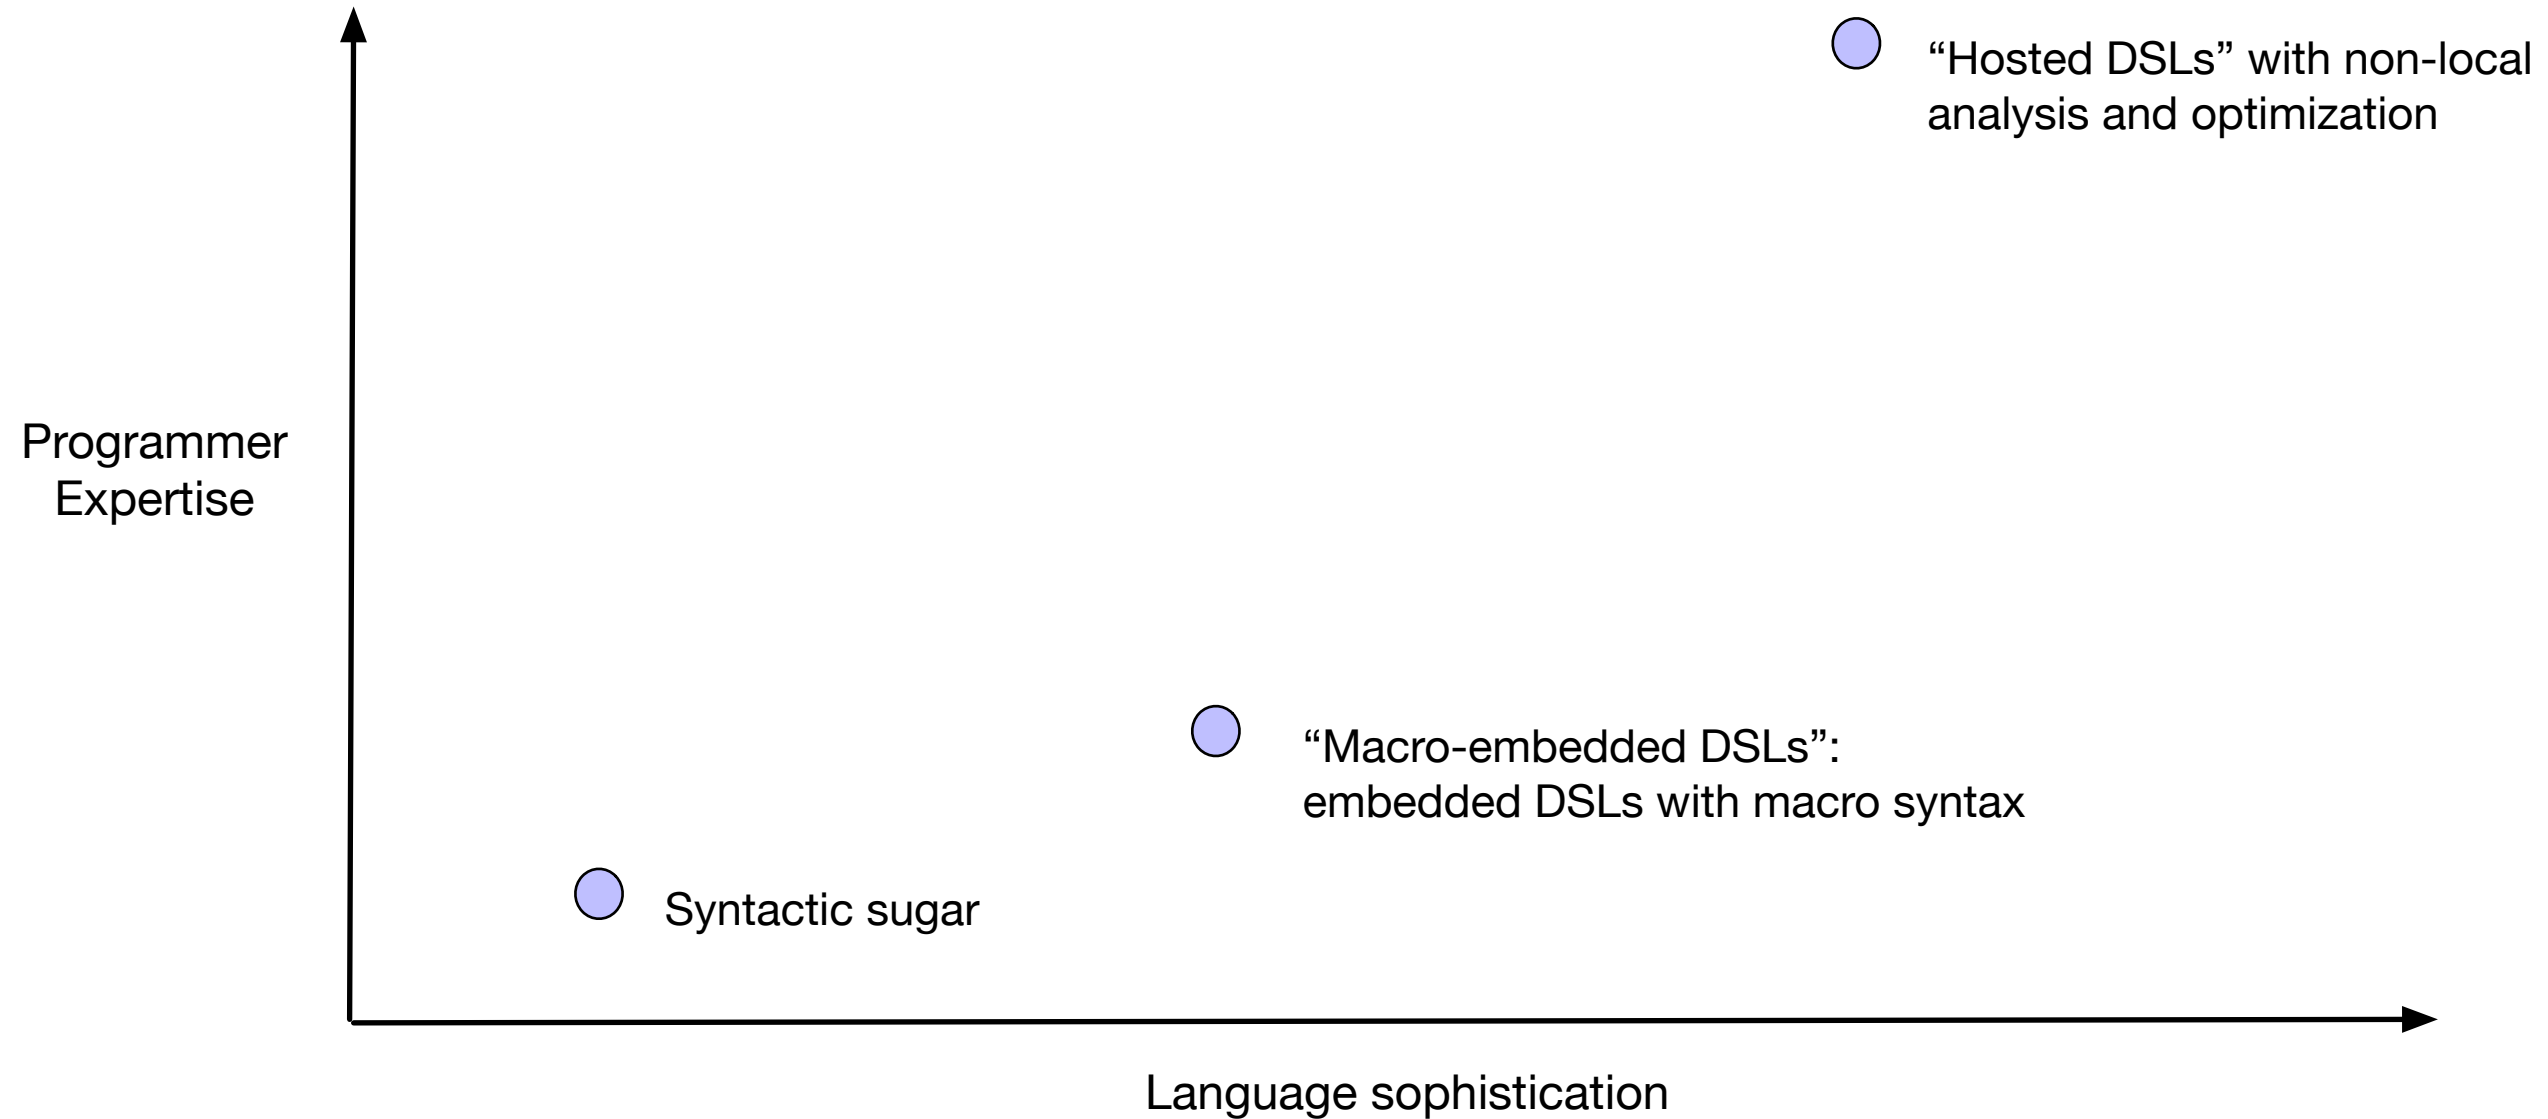 “Hosted DSLs” with non-local
analysis and optimization
Programmer
Expertise
“Macro-embedded DSLs”:
embedded DSLs with macro syntax
Syntactic sugar
Language sophistication